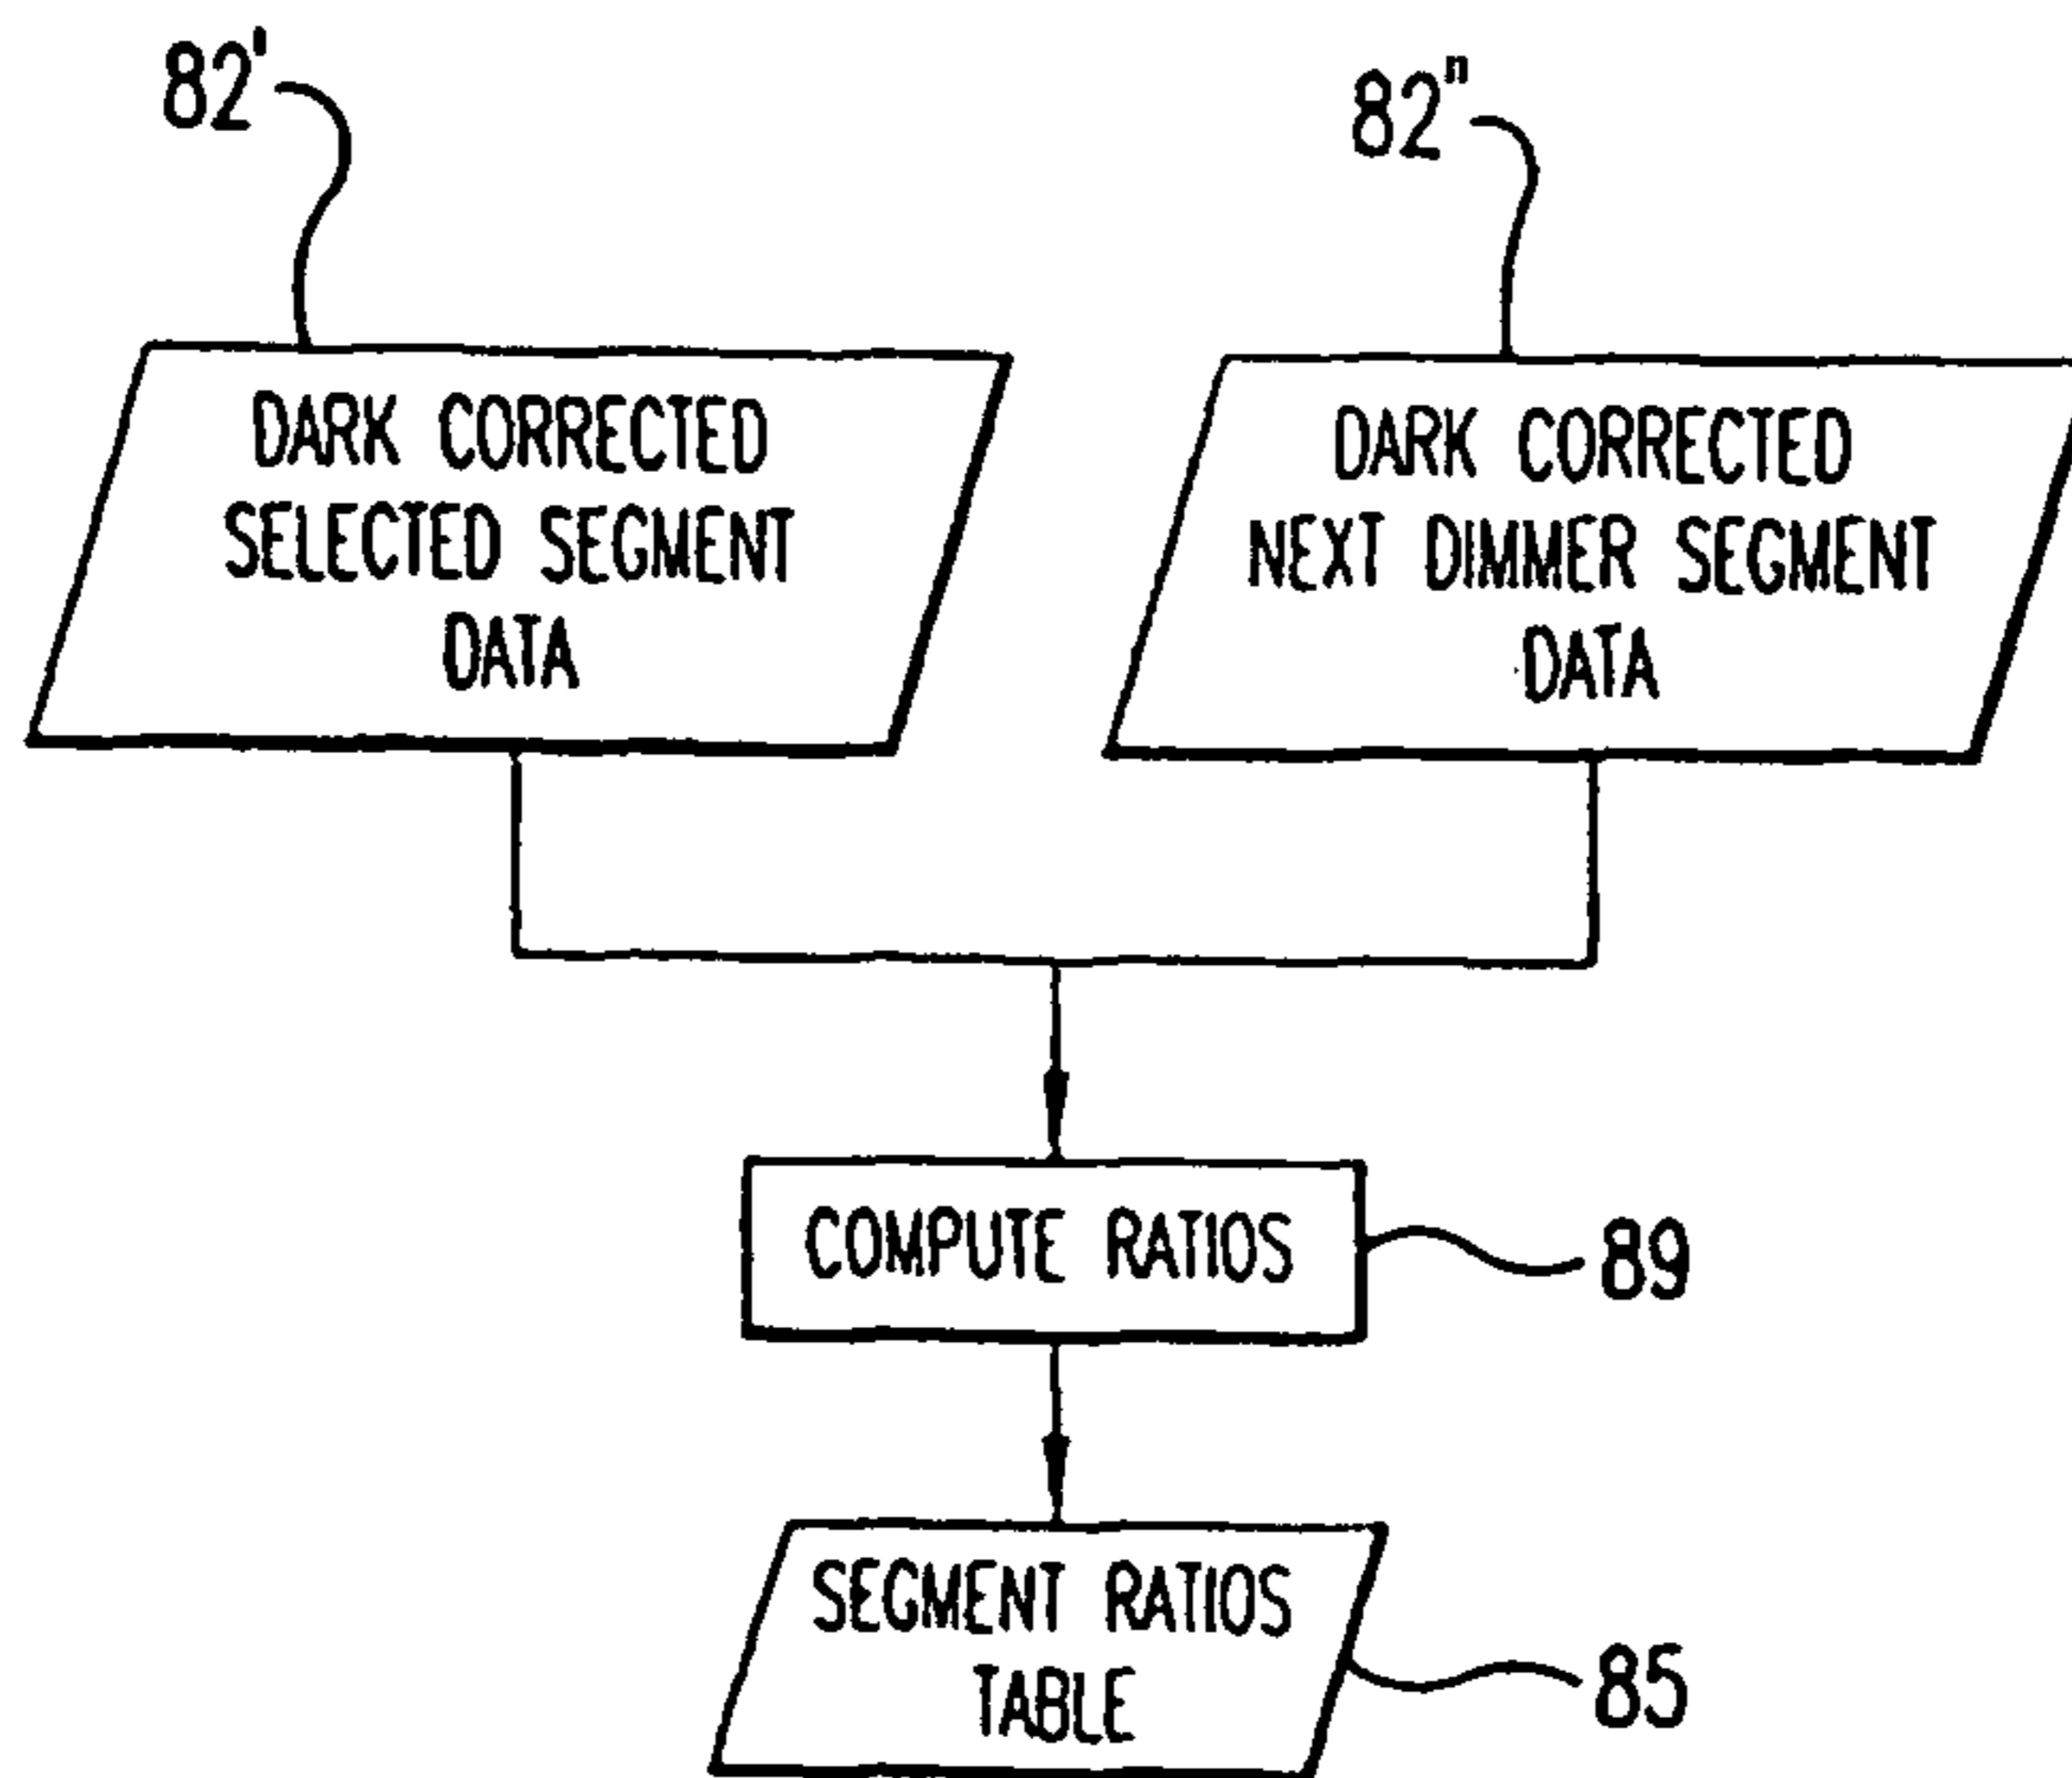 82'
82"
DARK CORRECTED
SELECTED SEGMENT
DATA
DARK CORRECTED
NEXT DIMMER SEGMENT
DATA
COMPUTE RATIOS
89
SEGMENT RATIOS
TABLE
85